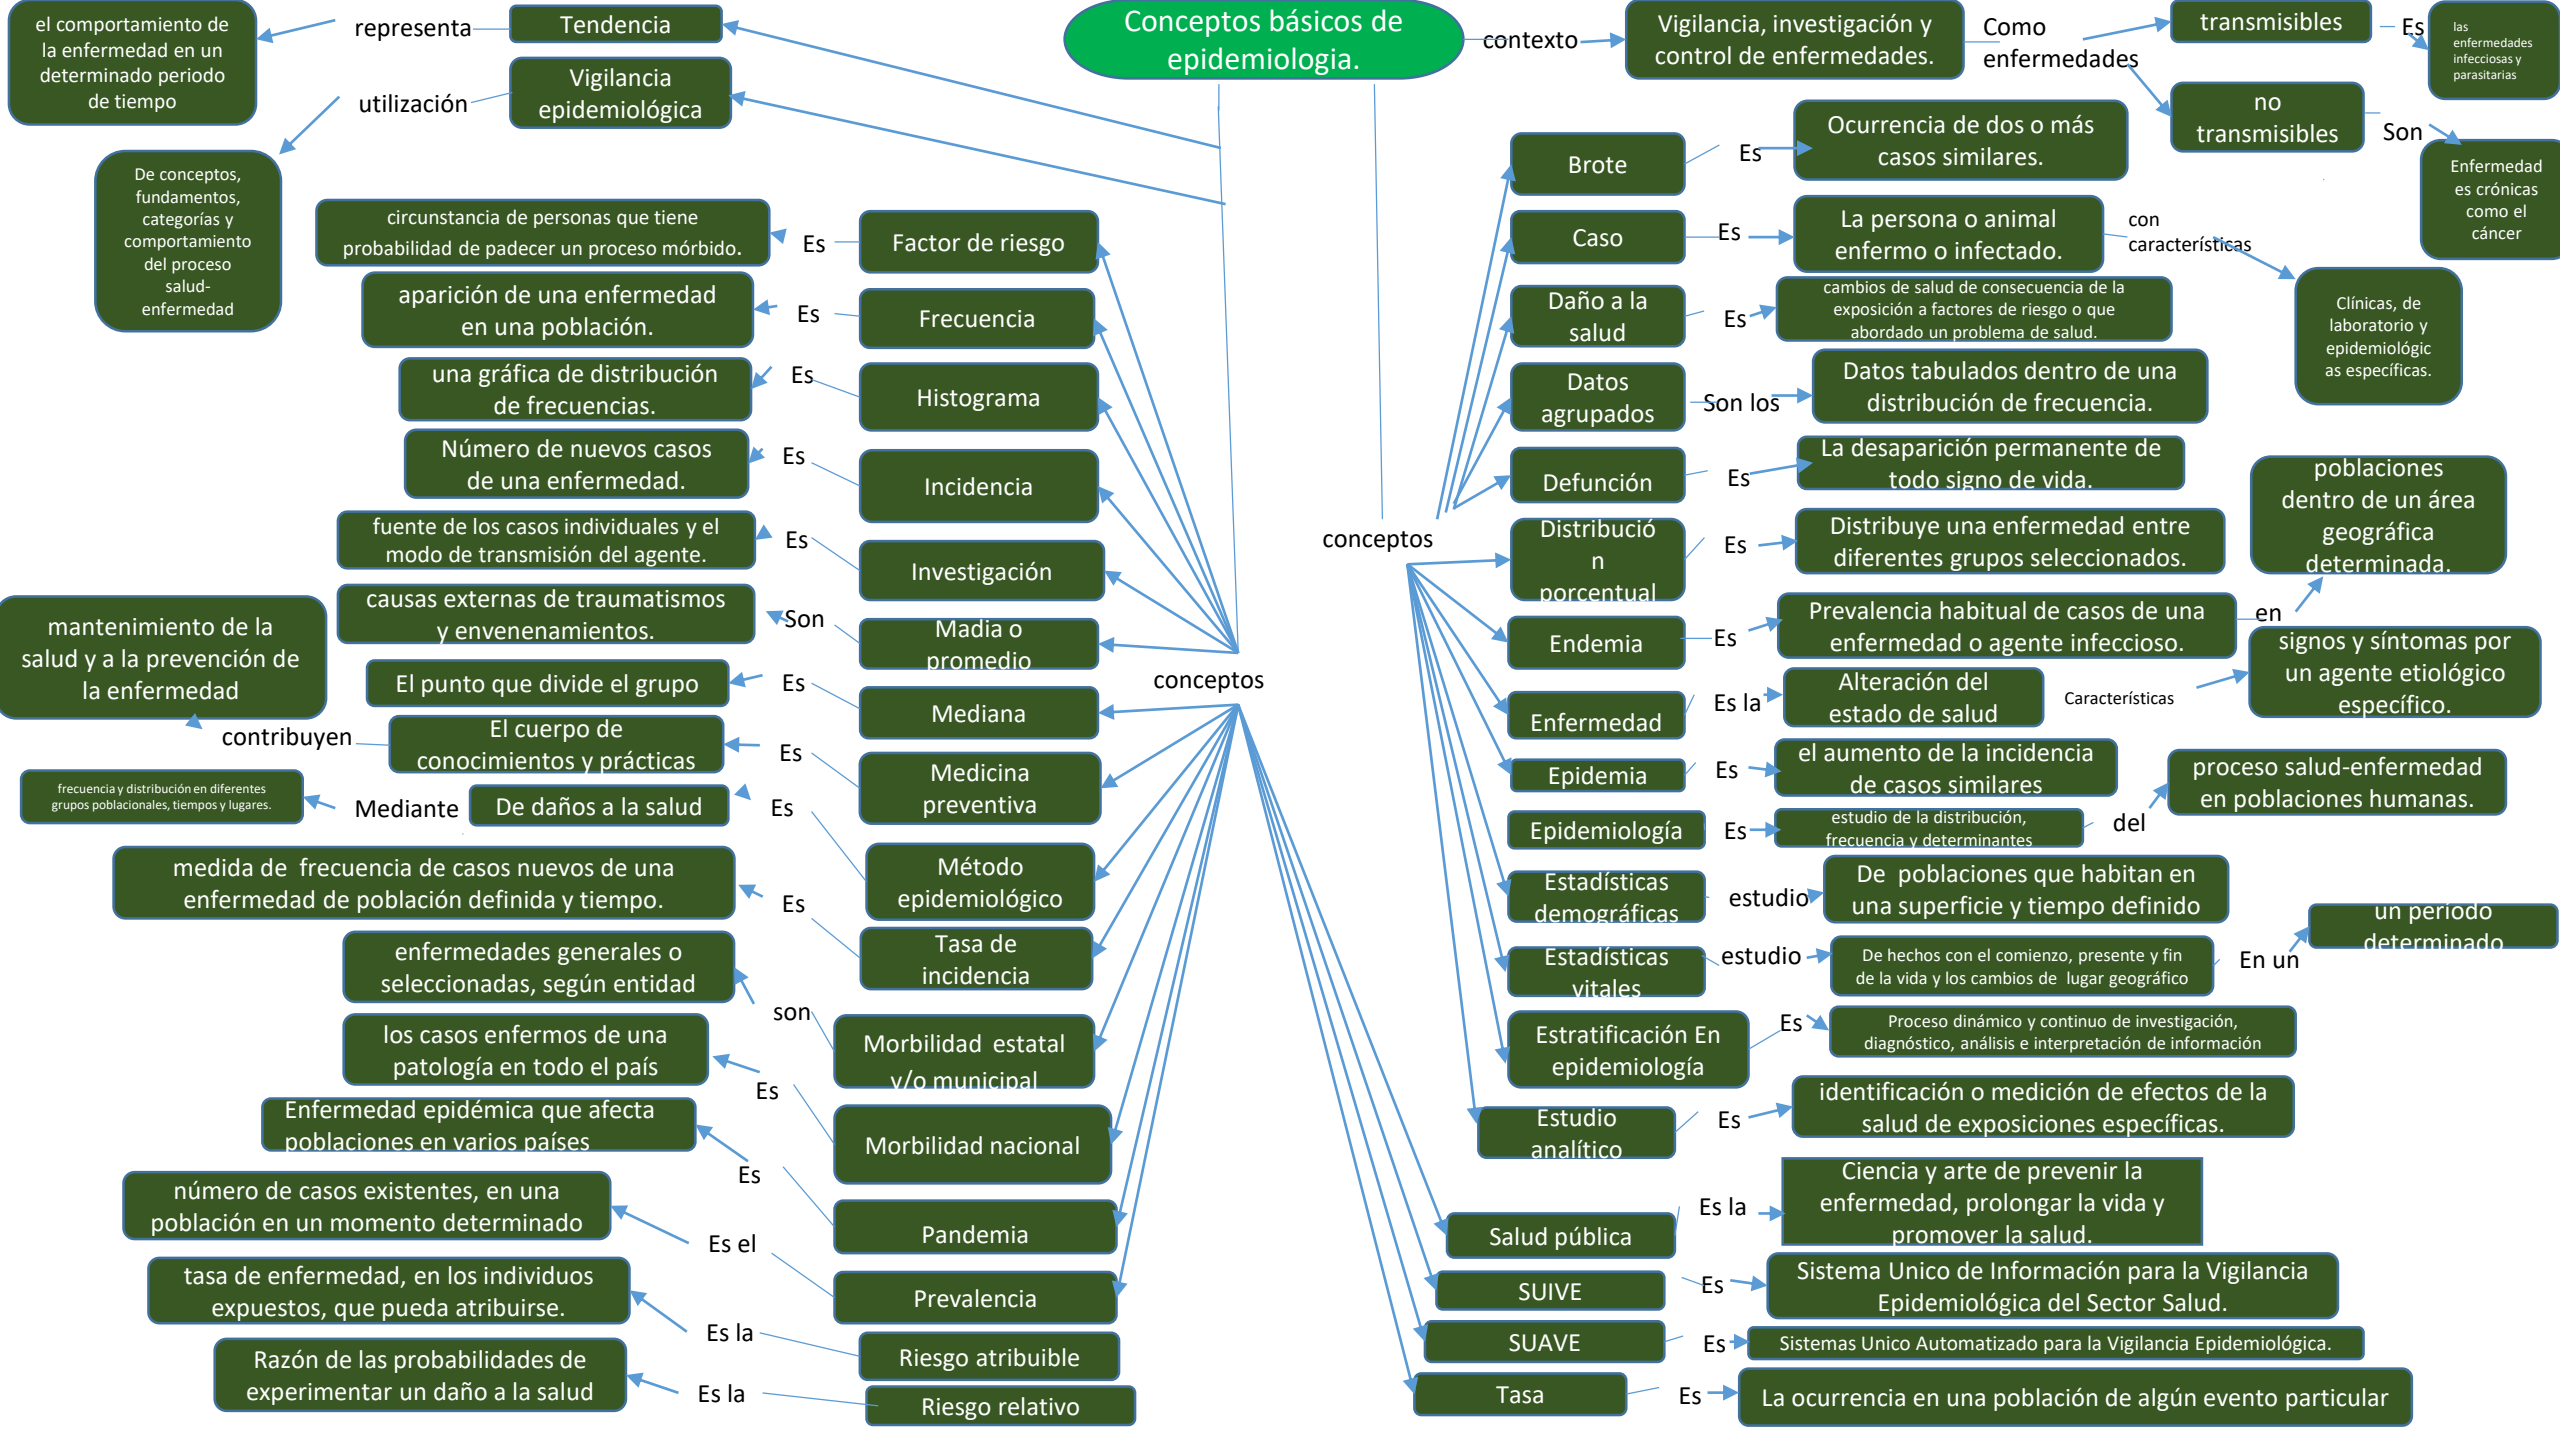 Conceptos básicos de
epidemiologia.
contexto
Vigilancia, investigación y
control de enfermedades.
Como
enfermedades
transmisibles
Es
las
enfermedades
infecciosas y
parasitarias
no
transmisibles
Son
Enfermedad
es crónicas
como el
cáncer
Tendencia
representa
el comportamiento de
la enfermedad en un
determinado periodo
de tiempo
Vigilancia
epidemiológica
utilización
De conceptos,
fundamentos,
categorías y
comportamiento
del proceso
salud-
enfermedad
conceptos
Factor de riesgo
Es
circunstancia de personas que tiene
probabilidad de padecer un proceso mórbido.
Frecuencia
Es
aparición de una enfermedad
en una población.
Histograma
Es
una gráfica de distribución
de frecuencias.
Incidencia
Es
Número de nuevos casos
de una enfermedad.
Investigación
Es
fuente de los casos individuales y el
modo de transmisión del agente.
Madia o
promedio
Son
causas externas de traumatismos
y envenenamientos.
Mediana
Es
El punto que divide el grupo
Medicina
preventiva
Es
El cuerpo de
conocimientos y prácticas
contribuyen
mantenimiento de la
salud y a la prevención de
la enfermedad
Método
epidemiológico
Es
De daños a la salud
Mediante
frecuencia y distribución en diferentes
grupos poblacionales, tiempos y lugares.
Tasa de
incidencia
Es
medida de  frecuencia de casos nuevos de una
enfermedad de población definida y tiempo.
Morbilidad  estatal
y/o municipal
son
enfermedades generales o
seleccionadas, según entidad
Morbilidad nacional
Es
los casos enfermos de una
patología en todo el país
Pandemia
Es
Enfermedad epidémica que afecta
poblaciones en varios países
Prevalencia
Es el
número de casos existentes, en una
población en un momento determinado
Riesgo atribuible
Es la
tasa de enfermedad, en los individuos
expuestos, que pueda atribuirse.
Riesgo relativo
Es la
Razón de las probabilidades de
experimentar un daño a la salud
conceptos
Brote
Es
Ocurrencia de dos o más
casos similares.
Caso
Es
La persona o animal
enfermo o infectado.
con
características
Clínicas, de
laboratorio y
epidemiológic
as específicas.
Daño a la
salud
Es
cambios de salud de consecuencia de la
exposición a factores de riesgo o que
abordado un problema de salud.
Datos
agrupados
Son los
Datos tabulados dentro de una
distribución de frecuencia.
Defunción
Es
La desaparición permanente de
todo signo de vida.
Distribució
n
porcentual
Es
Distribuye una enfermedad entre
diferentes grupos seleccionados.
Endemia
Es
Prevalencia habitual de casos de una
enfermedad o agente infeccioso.
en
poblaciones
dentro de un área
geográfica
determinada.
Enfermedad
Es la
Alteración del
estado de salud
Características
signos y síntomas por
un agente etiológico
específico.
Epidemia
Es
el aumento de la incidencia
de casos similares
Epidemiología
Es
estudio de la distribución,
frecuencia y determinantes
del
proceso salud-enfermedad
en poblaciones humanas.
Estadísticas
demográficas
estudio
De  poblaciones que habitan en
una superficie y tiempo definido
Estadísticas
vitales
estudio
De hechos con el comienzo, presente y fin
de la vida y los cambios de  lugar geográfico
En un
un período
determinado
Estratificación En
epidemiología
Es
Proceso dinámico y continuo de investigación,
diagnóstico, análisis e interpretación de información
Estudio
analítico
Es
identificación o medición de efectos de la
salud de exposiciones específicas.
Salud pública
Es la
Ciencia y arte de prevenir la
enfermedad, prolongar la vida y
promover la salud.
SUIVE
Es
Sistema Unico de Información para la Vigilancia
Epidemiológica del Sector Salud.
SUAVE
Es
Sistemas Unico Automatizado para la Vigilancia Epidemiológica.
Tasa
Es
La ocurrencia en una población de algún evento particular